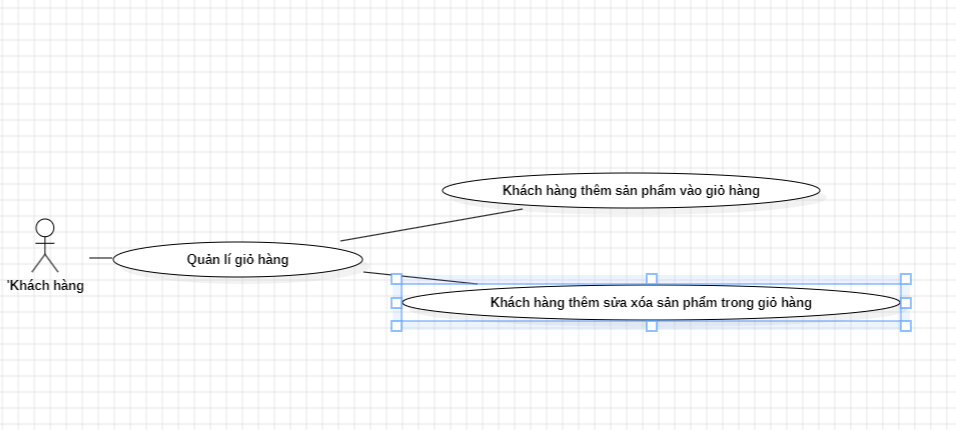 Khách hàng thêm sản phẩm vào giỏ hàng
Quản lí giỏ hàng
'Khách hàng
Khách hàng thêm sửa xóa sản phẩm trong giỏ hàng